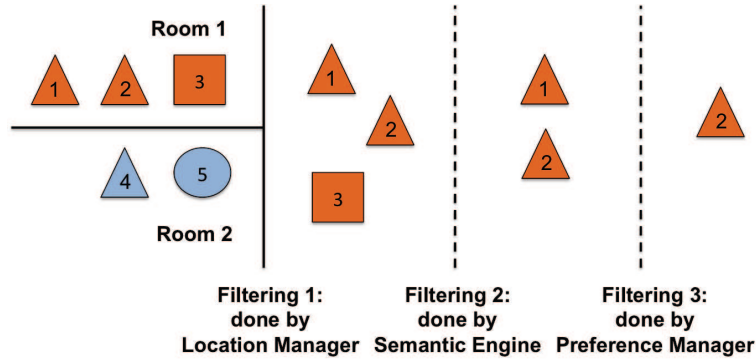 Room 1
1 2 3
4 5
Room 2
1
2
3
1
2
2
Filtering 1:
done by
Location Manager
Filtering 2:
done by
Semantic Engine
Filtering 3:
done by
Preference Manager